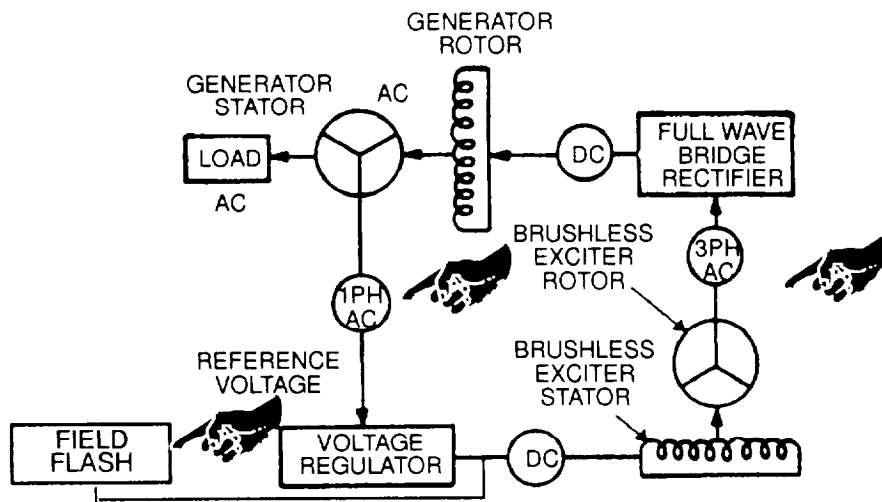 GENERATOR
ROTOR
GENERATOR
STATOR
AC
LOAD
AC
DC
FULL WAVE
BRIDGE
RECTIFIER
BRUSHLESS
EXCITER
ROTOR
3PH
AC
1PH
AC
REFERENCE
VOLTAGE
BRUSHLESS
EXCITER
STATOR
FIELD
FLASH
VOLTAGE
REGULATOR
DC